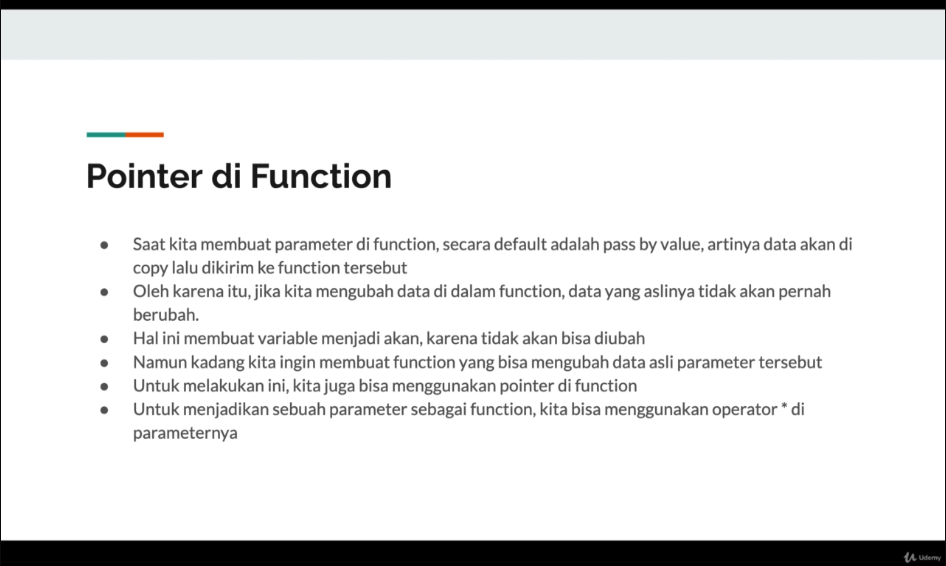 Pointer di Function
● Saat kita membuat parameter di function, secara default adalah pass by value, artinya data akan di
copy lalu dikirim ke function tersebut
● Oleh karena itu, jika kita mengubah data di dalam function, data yang aslinya tidak akan pernah
berubah.
● Hal ini membuat variable menjadi akan, karena tidak akan bisa diubah
● Namun kadang kita ingin membuat function yang bisa mengubah data asli parameter tersebut
● Untuk melakukan ini, kita juga bisa menggunakan pointer di function
● Untuk menjadikan sebuah parameter sebagai function, kita bisa menggunakan operator * di
parameternya
Udemy